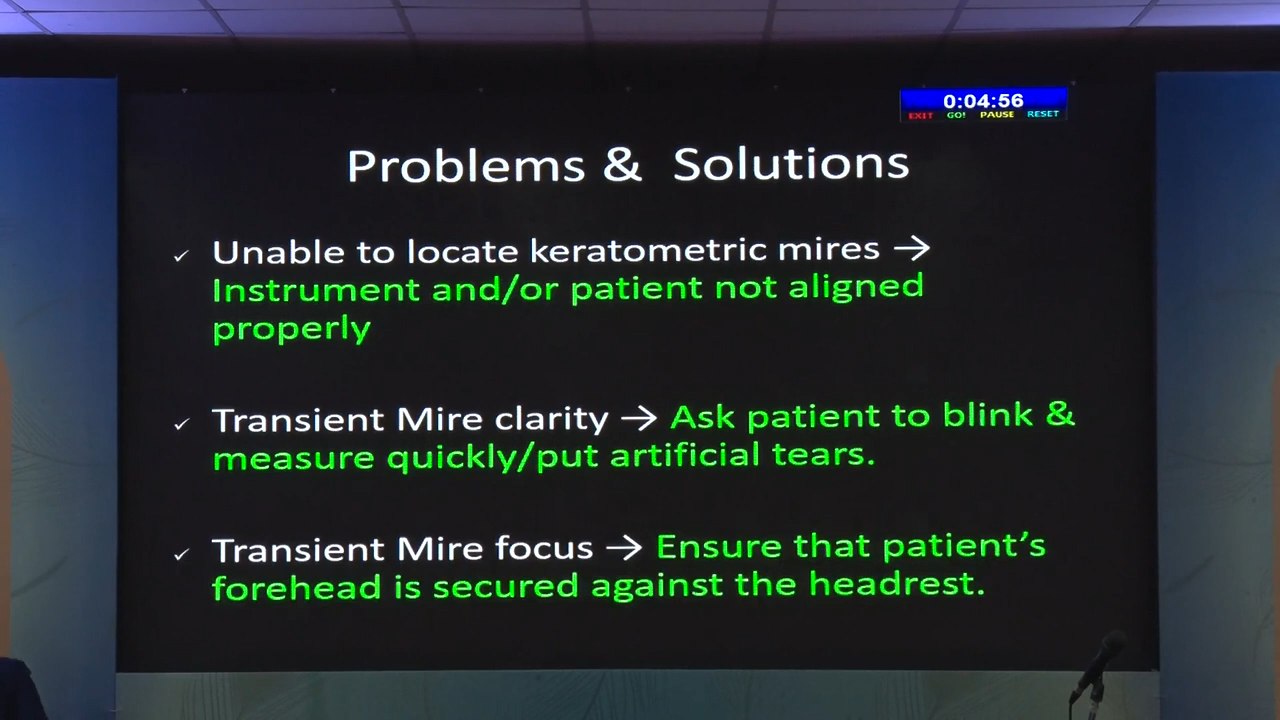 0:04:56
EXIT GO! PAUSE RESET
Problems & Solutions
✓ Unable to locate keratometric mires →
Instrument and/or patient not aligned
properly
✓ Transient Mire clarity → Ask patient to blink &
measure quickly/put artificial tears.
✓ Transient Mire focus → Ensure that patient's
forehead is secured against the headrest.